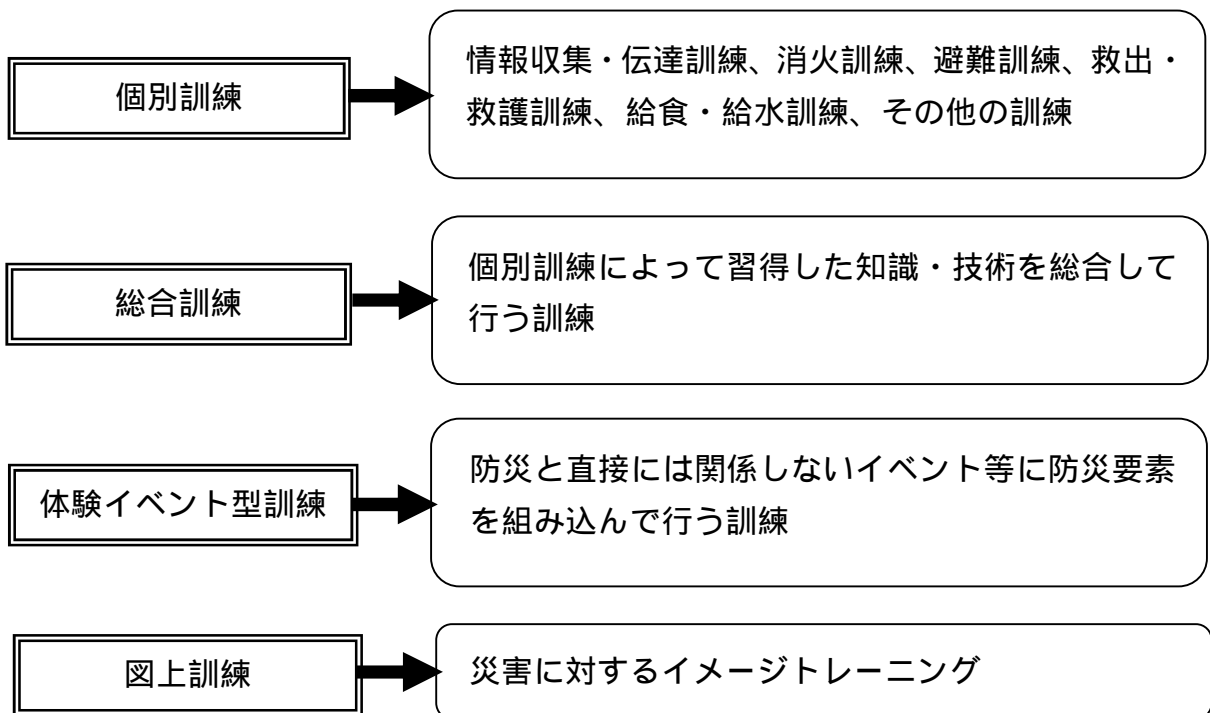 個別訓練
情報収集・伝達訓練、消火訓練、避難訓練、救出・
救護訓練、給食・給水訓練、その他の訓練
総合訓練
個別訓練によって習得した知識・技術を総合して
行う訓練
体験イベント型訓練
防災と直接には関係しないイベント等に防災要素
を組み込んで行う訓練
図上訓練
災害に対するイメージトレーニング